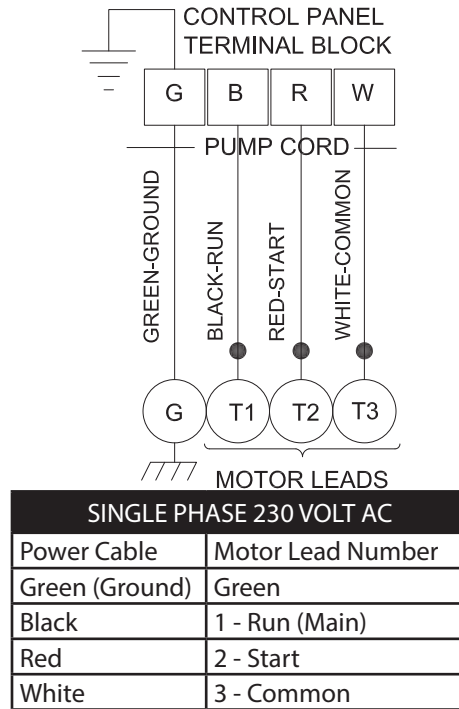 CONTROL PANEL
TERMINAL BLOCK
G B R W
PUMP CORD
GREEN-GROUND
BLACK-RUN
RED-START
WHITE-COMMON
G T1 T2 T3
MOTOR LEADS
SINGLE PHASE 230 VOLT AC
Power Cable Motor Lead Number
Green (Ground) Green
Black 1 - Run (Main)
Red 2 - Start
White 3 - Common